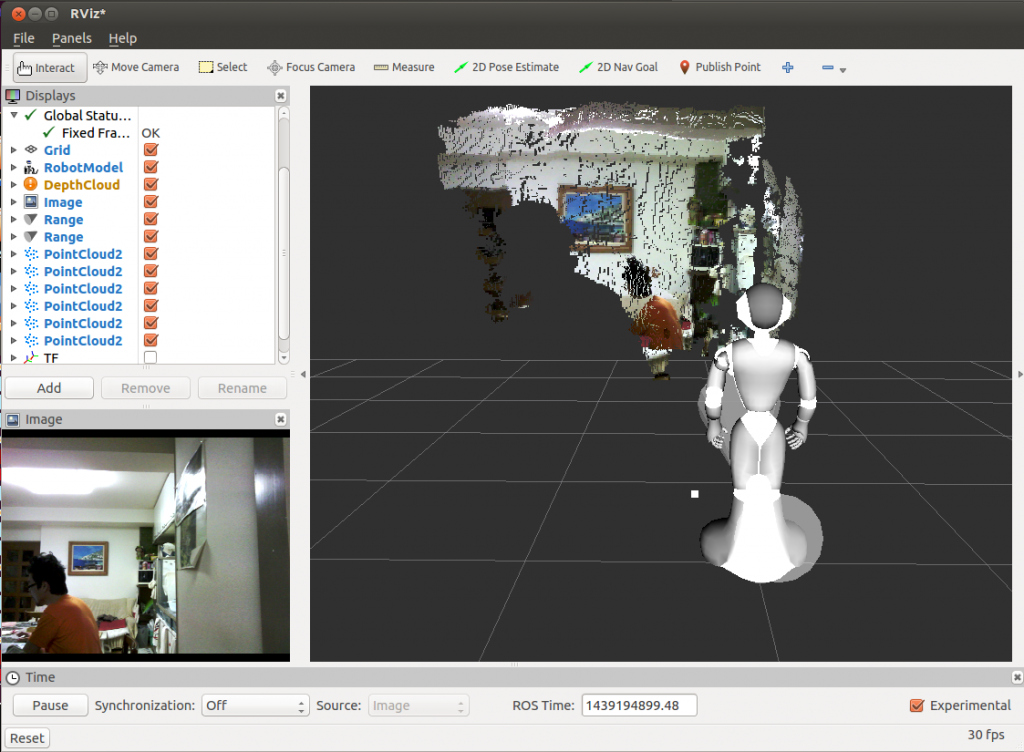 RViz*
File Panels Help
Interact Move Camera Select Focus Camera Measure 2D Pose Estimate 2D Nav Goal Publish Point
Displays
Global Statu...
Fixed Fra... OK
Grid
RobotModel
DepthCloud
Image
Range
Range
PointCloud2
PointCloud2
PointCloud2
PointCloud2
PointCloud2
PointCloud2
TF
Add Remove Rename
Image
Time
Pause Synchronization: Off Source: Image ROS Time: 1439194899.48 Experimental
Reset 30 fps